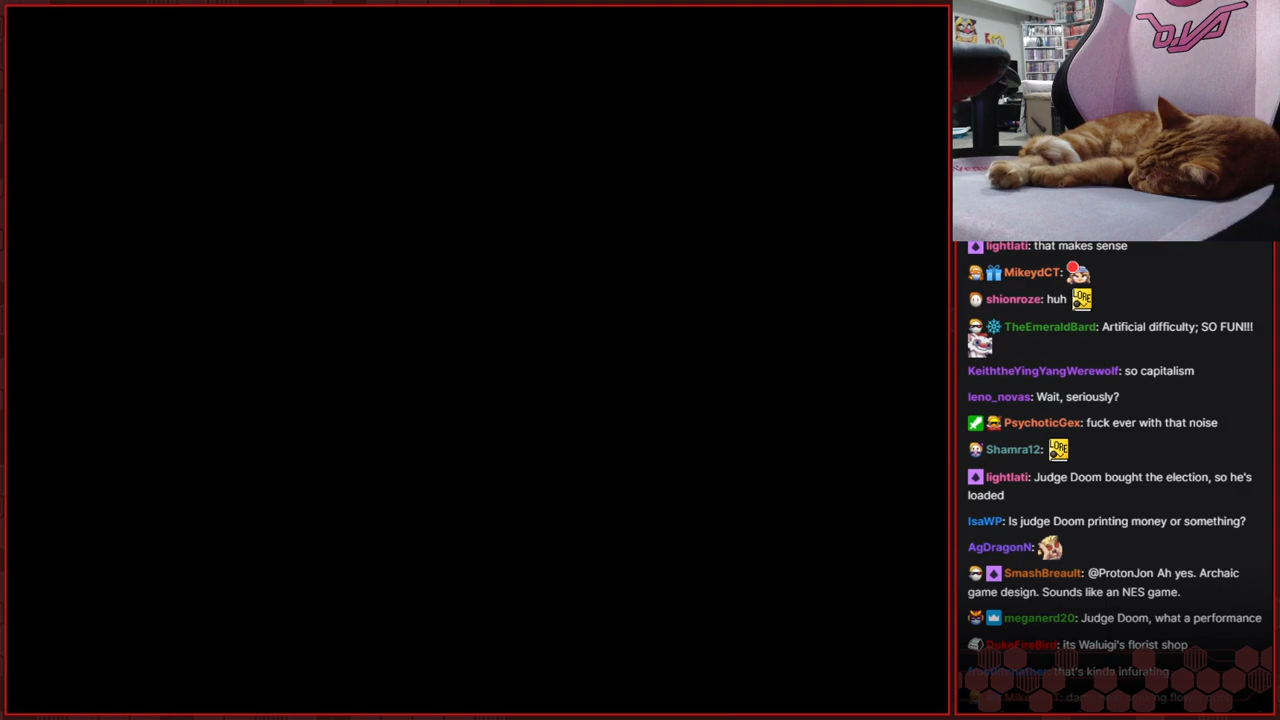 D.VA
lightlati: that makes sense
MikeydCT:
shionroze: huh LORE
TheEmeraldBard: Artificial difficulty; SO FUN!!!
KeiththeYingYangWerewolf: so capitalism
leno_novas: Wait, seriously?
PsychoticGex: fuck ever with that noise
Shamra12: LORE
lightlati: Judge Doom bought the election, so he's
loaded
IsaWP: Is judge Doom printing money or something?
AgDragonN:
SmashBreault: @ProtonJon Ah yes. Archaic
game design. Sounds like an NES game.
meganerd20: Judge Doom, what a performance
DukeFireBird: its Waluigi's florist shop
that's kinda infurating